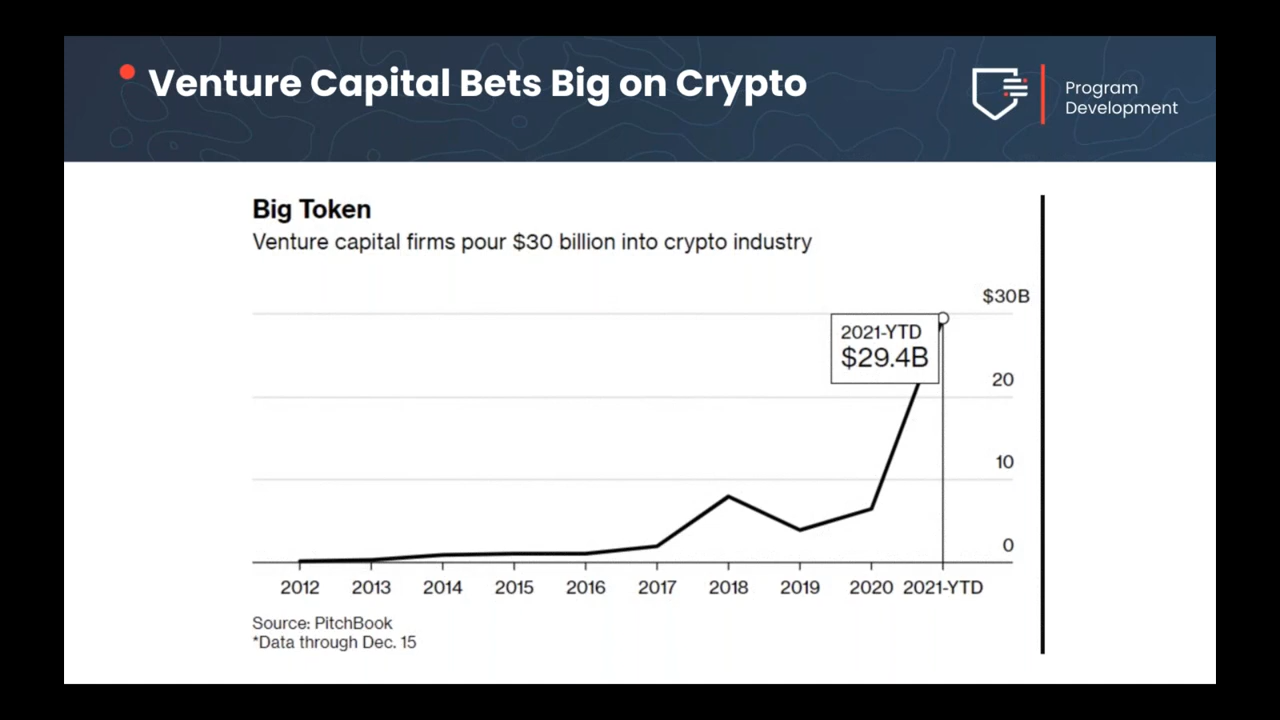 Venture Capital Bets Big on Crypto
Program
Development
Big Token
Venture capital firms pour $30 billion into crypto industry
$30B
2021-YTD
$29.4B
20
10
0
2012 2013 2014 2015 2016 2017 2018 2019 2020 2021-YTD
Source: PitchBook
*Data through Dec. 15